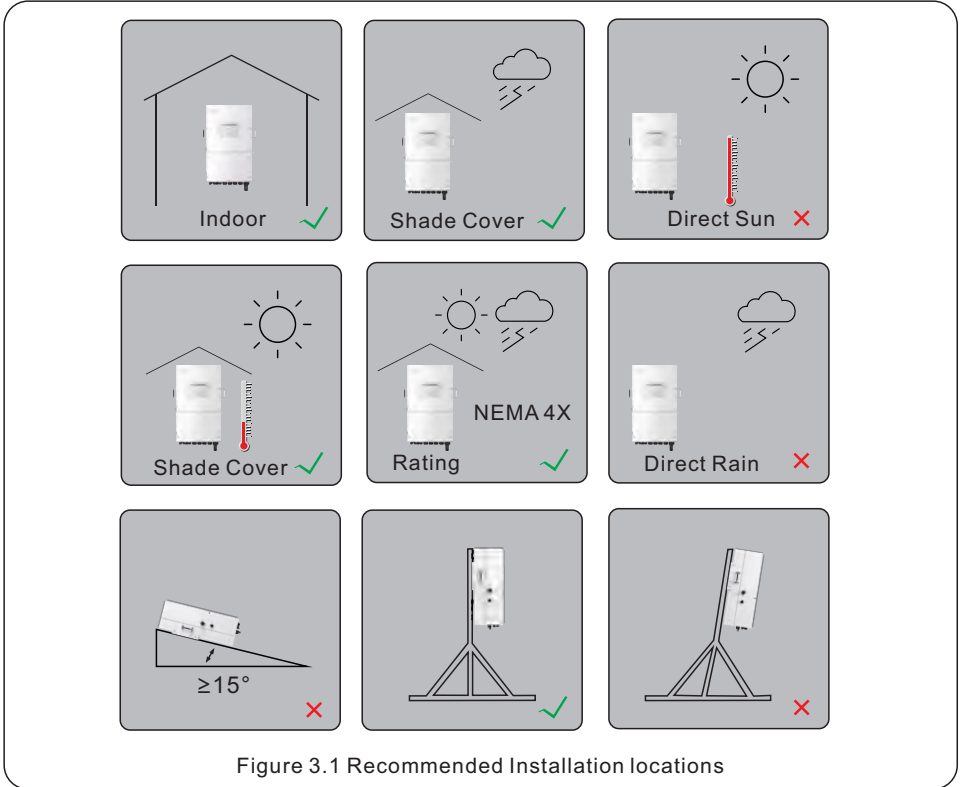 Indoor
Shade Cover
Direct Sun
Shade Cover
NEMA 4X
Rating
Direct Rain
≥15°
Figure 3.1 Recommended Installation locations